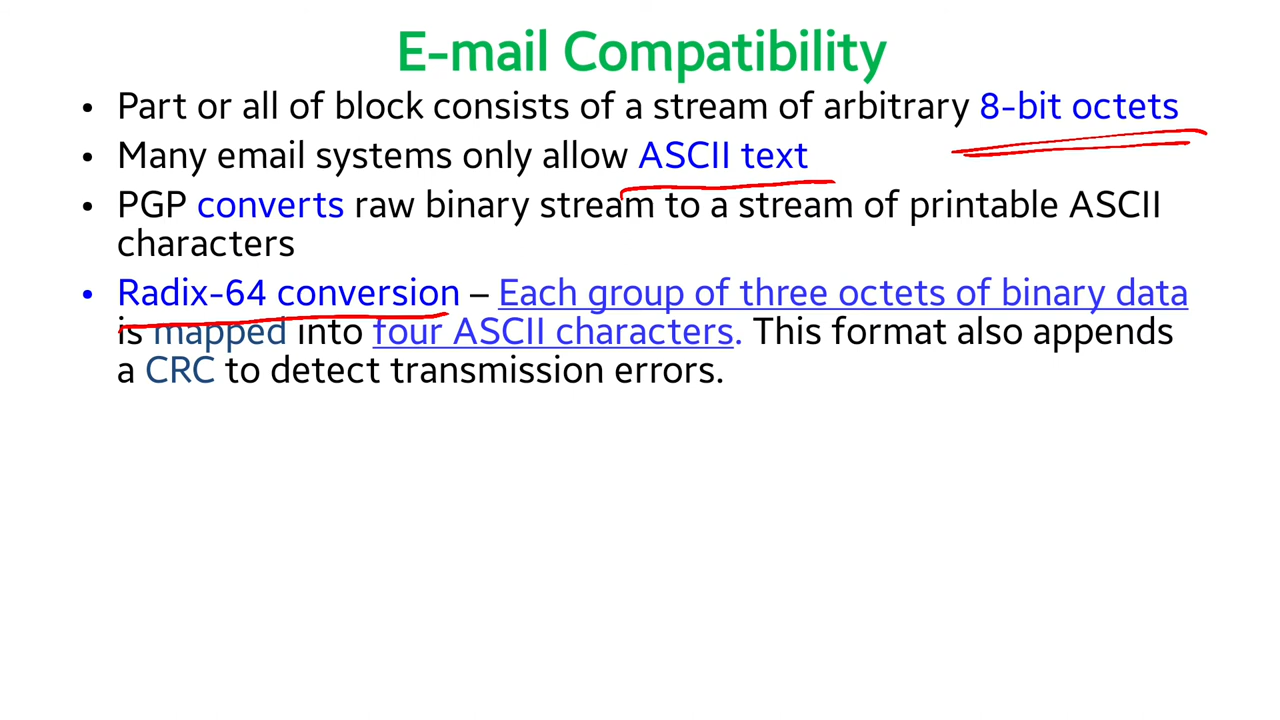 E-mail Compatibility
• Part or all of block consists of a stream of arbitrary 8-bit octets
• Many email systems only allow ASCII text
• PGP converts raw binary stream to a stream of printable ASCII
characters
• Radix-64 conversion – Each group of three octets of binary data
is mapped into four ASCII characters. This format also appends
a CRC to detect transmission errors.